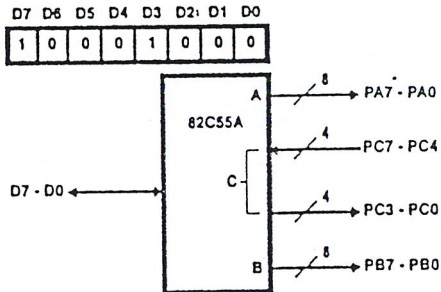 D7 D6 D5 D4 D3 D2 D1 D0
1 0 0 0 1 0 0 0
A 8 PA7 - PA0
82C55A
4 PC7 - PC4
C
D7 - D0
4 PC3 - PC0
B 8 PB7 - PB0